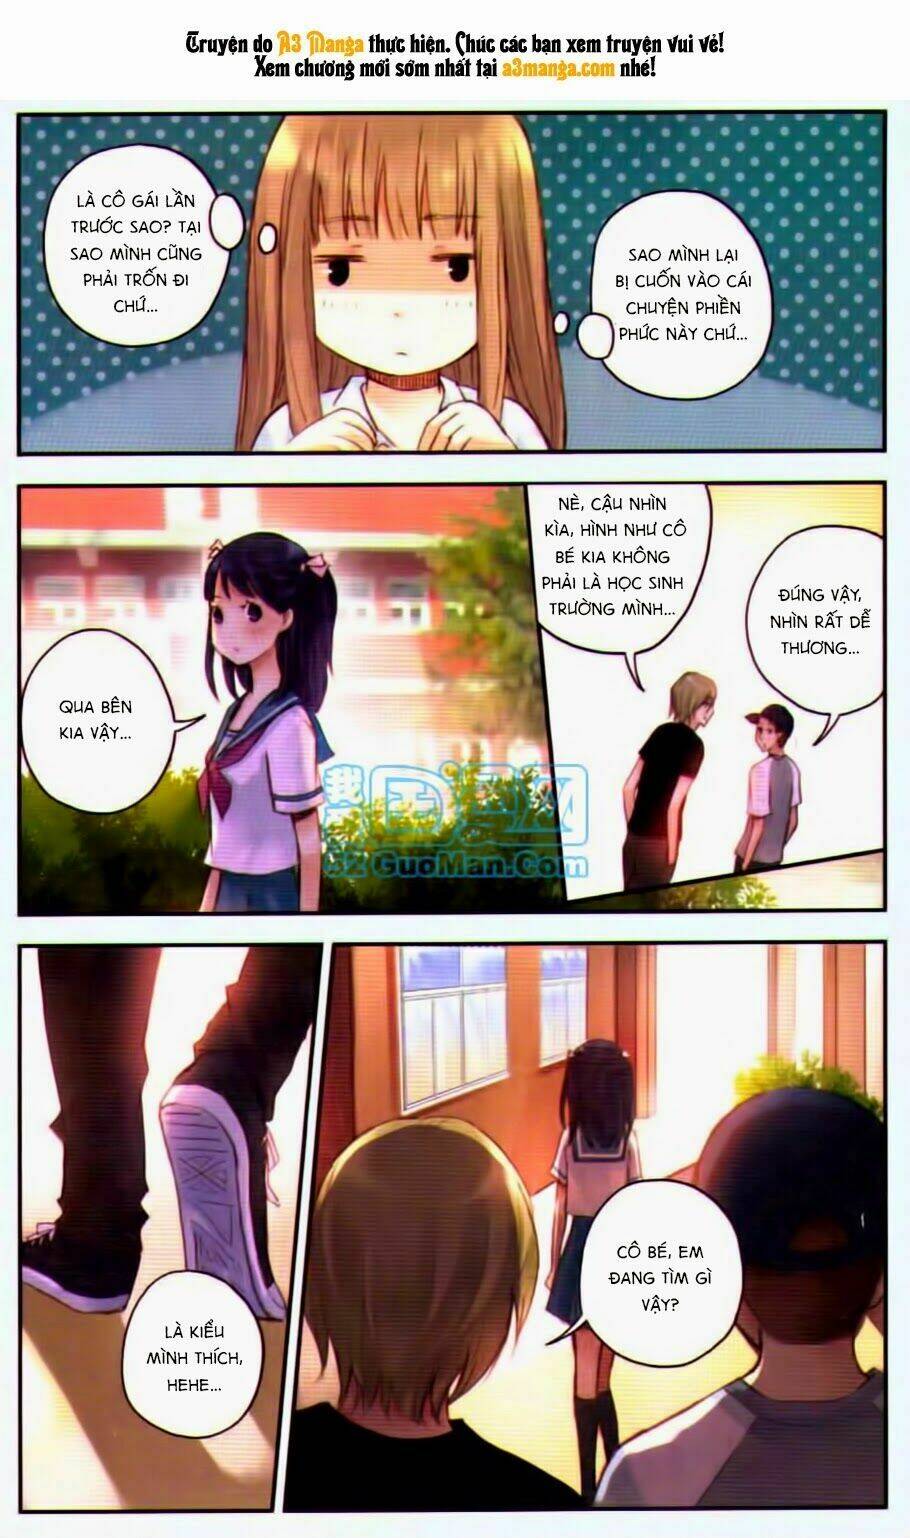 Truyện do A3 Manga thực hiện. Chúc các bạn xem truyện vui vẻ!
Xem chương mới sớm nhất tại a3manga.com nhé!
LÀ CÔ GÁI LẦN
TRƯỚC SAO? TẠI
SAO MÌNH CŨNG
PHẢI TRỐN ĐI
CHỨ...
SAO MÌNH LẠI
BỊ CUỐN VÀO CÁI
CHUYỆN PHIỀN
PHỨC NÀY CHỨ...
QUA BÊN
KIA VẬY...
NÈ, CẬU NHÌN
KÌA, HÌNH NHƯ CÔ
BÉ KIA KHÔNG
PHẢI LÀ HỌC SINH
TRƯỜNG MÌNH...
ĐÚNG VẬY,
NHÌN RẤT DỄ
THƯƠNG...
国漫网
52GuoMan.Com
LÀ KIỂU
MÌNH THÍCH,
HEHE...
CÔ BÉ, EM
ĐANG TÌM GÌ
VẬY?